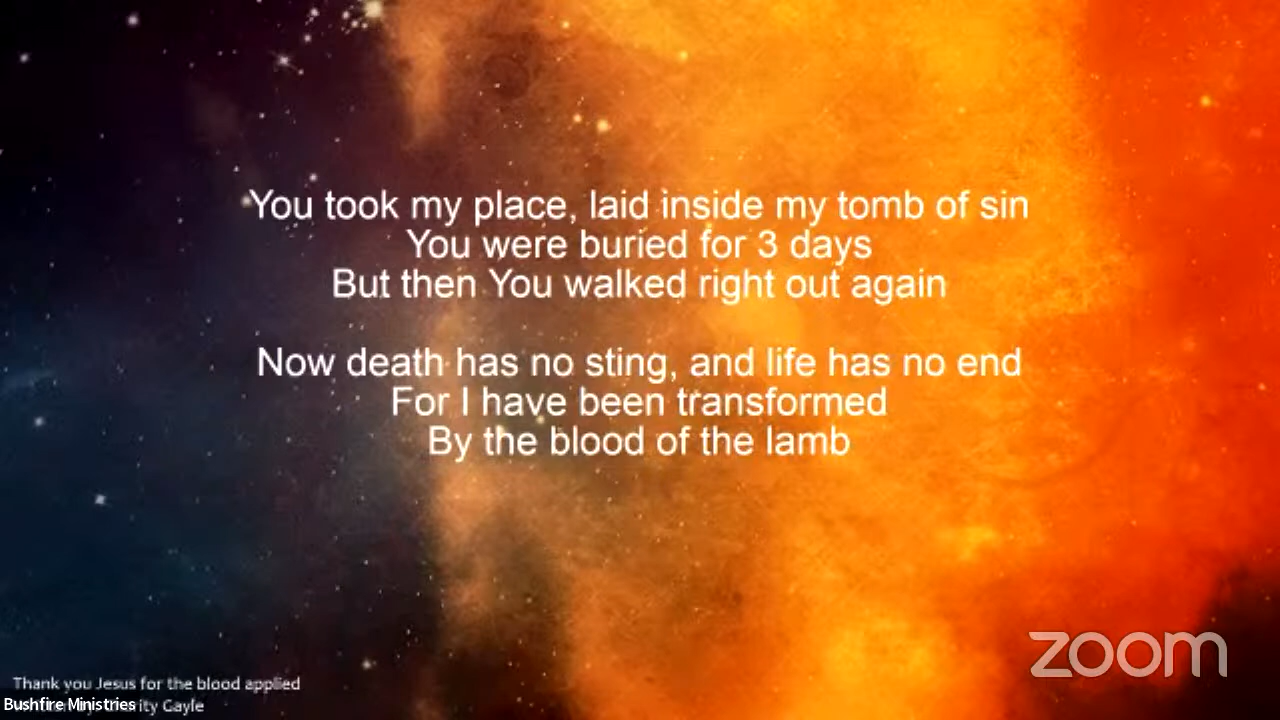 You took my place, laid inside my tomb of sin
You were buried for 3 days
But then You walked right out again
Now death has no sting, and life has no end
For I have been transformed
By the blood of the lamb
zoom
Thank you Jesus for the blood applied
Bushfire Ministries
Gayle